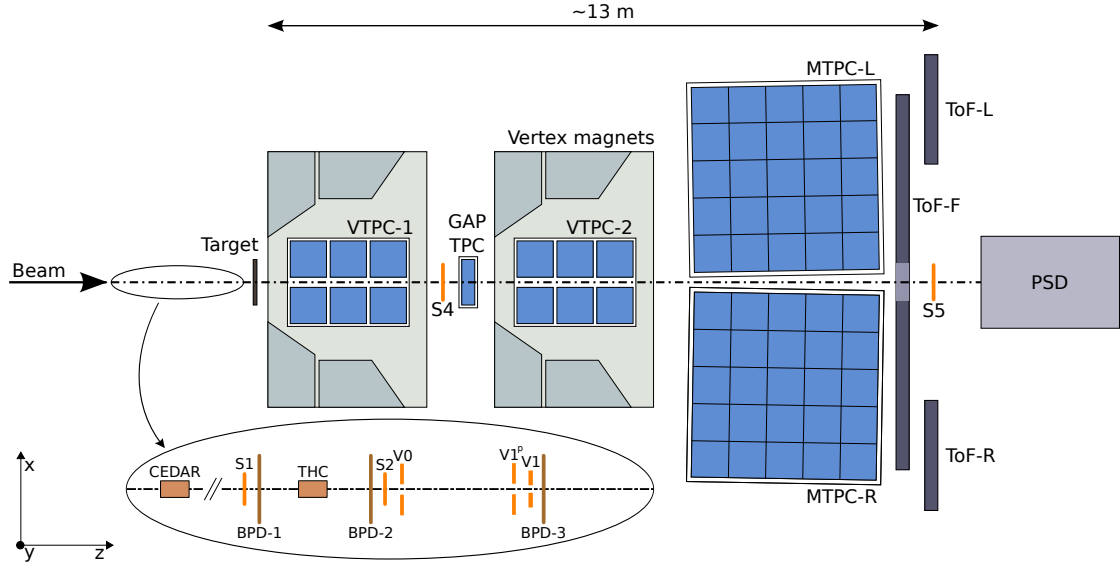 ~13 m
MTPC-L
ToF-L
Vertex magnets
ToF-F
VTPC-1
GAP
TPC
VTPC-2
Target
Beam
PSD
S4
S5
ToF-R
MTPC-R
x
y
z
CEDAR
S1
BPD-1
THC
BPD-2
S2
V0
V1ᵖ
V1
BPD-3